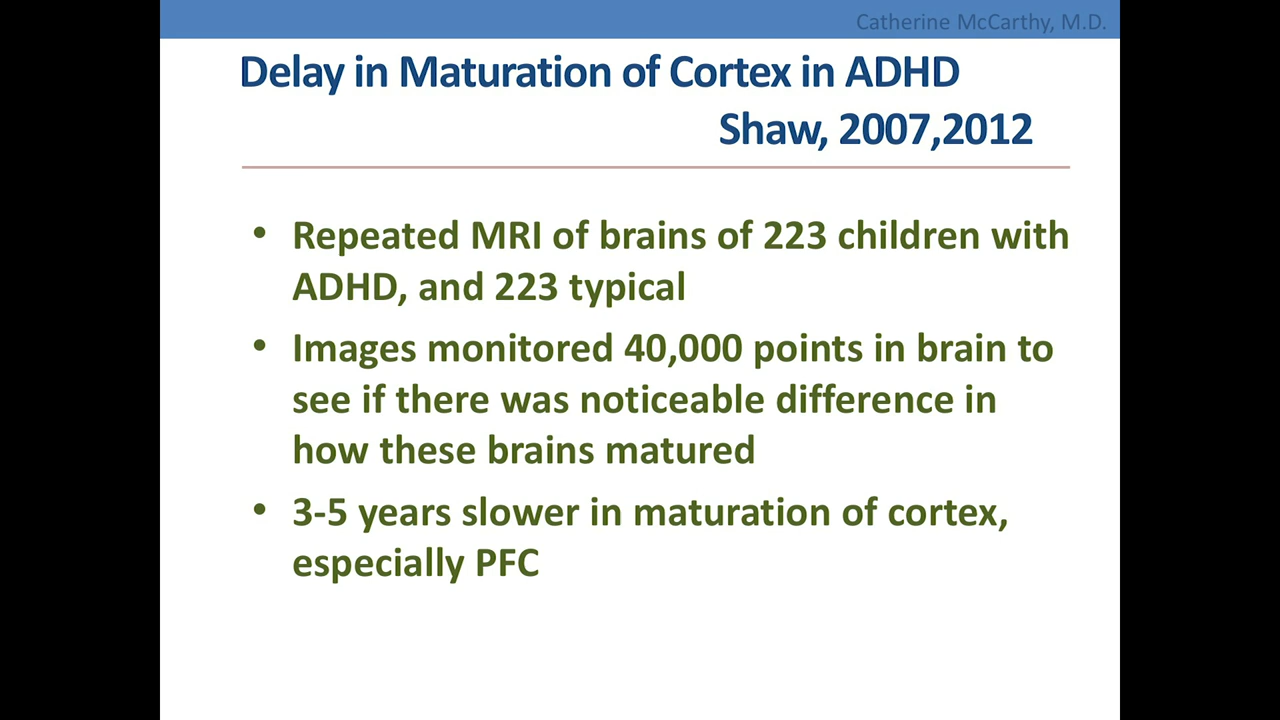 Catherine McCarthy, M.D.
Delay in Maturation of Cortex in ADHD
Shaw, 2007,2012
• Repeated MRI of brains of 223 children with
ADHD, and 223 typical
• Images monitored 40,000 points in brain to
see if there was noticeable difference in
how these brains matured
• 3-5 years slower in maturation of cortex,
especially PFC